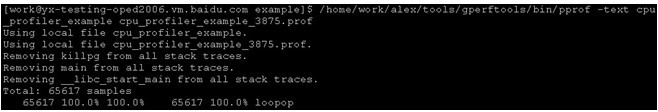 [work@yx-testing-oped2006.vm.baidu.com example]$ /home/work/alex/tools/gperftools/bin/pprof -text cpu
_profiler_example cpu_profiler_example_3875.prof
Using local file cpu_profiler_example.
Using local file cpu_profiler_example_3875.prof.
Removing killpg from all stack traces.
Removing main from all stack traces.
Removing __libc_start_main from all stack traces.
Total: 65617 samples
65617 100.0% 100.0% 65617 100.0% loopop